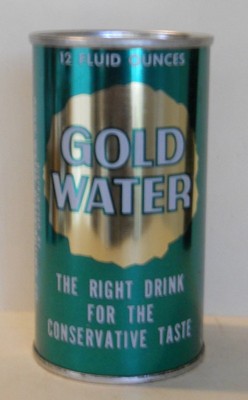 12 FLUID OUNCES
GOLD
WATER
THE RIGHT DRINK
FOR THE
CONSERVATIVE TASTE